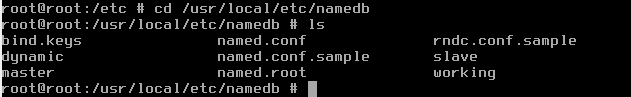 root@root:/etc # cd /usr/local/etc/namedb
root@root:/usr/local/etc/namedb # ls
bind.keys named.conf rndc.conf.sample
dynamic named.conf.sample slave
master named.root working
root@root:/usr/local/etc/namedb #